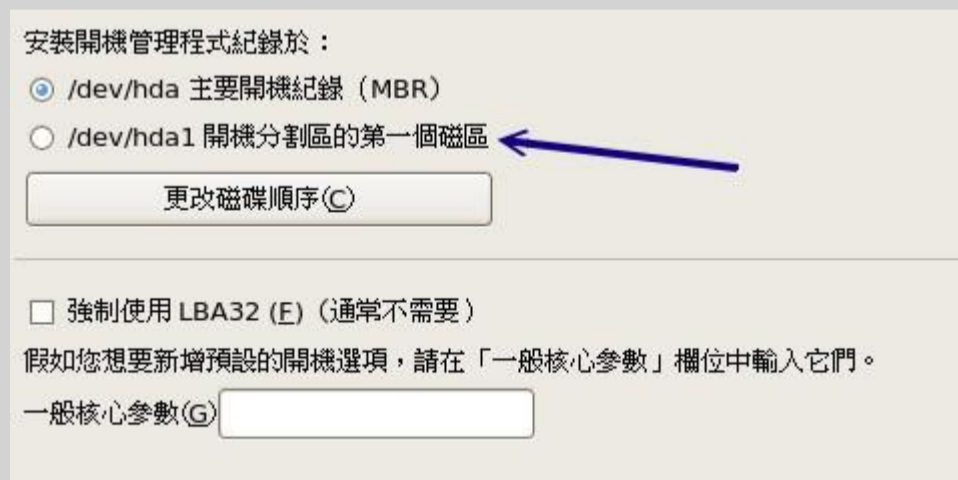 安裝開機管理程式紀錄於：
/dev/hda 主要開機紀錄（MBR）
/dev/hda1 開機分割區的第一個磁區
更改磁碟順序(C)
強制使用 LBA32 (F)（通常不需要）
假如您想要新增預設的開機選項，請在「一般核心參數」欄位中輸入它們。
一般核心參數(G)